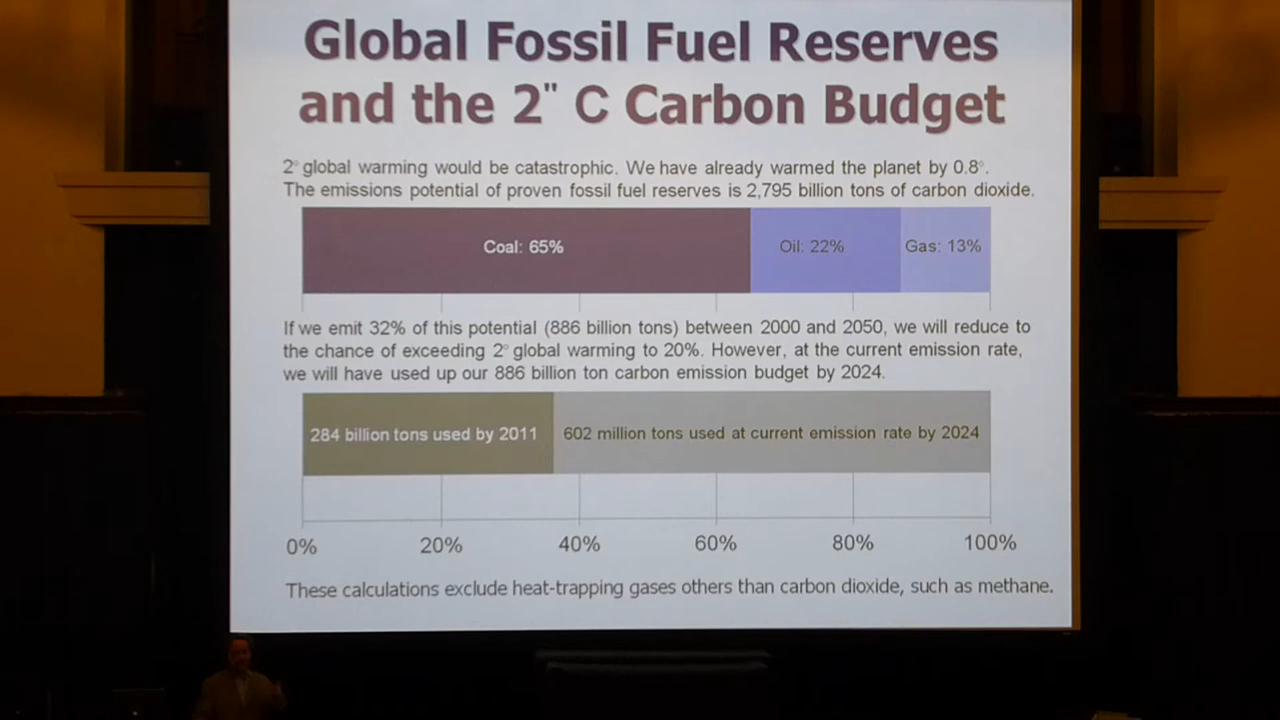 Global Fossil Fuel Reserves
and the 2" C Carbon Budget
2° global warming would be catastrophic. We have already warmed the planet by 0.8°.
The emissions potential of proven fossil fuel reserves is 2,795 billion tons of carbon dioxide.
Coal: 65% Oil: 22% Gas: 13%
If we emit 32% of this potential (886 billion tons) between 2000 and 2050, we will reduce to
the chance of exceeding 2° global warming to 20%. However, at the current emission rate,
we will have used up our 886 billion ton carbon emission budget by 2024.
284 billion tons used by 2011 602 million tons used at current emission rate by 2024
0% 20% 40% 60% 80% 100%
These calculations exclude heat-trapping gases others than carbon dioxide, such as methane.